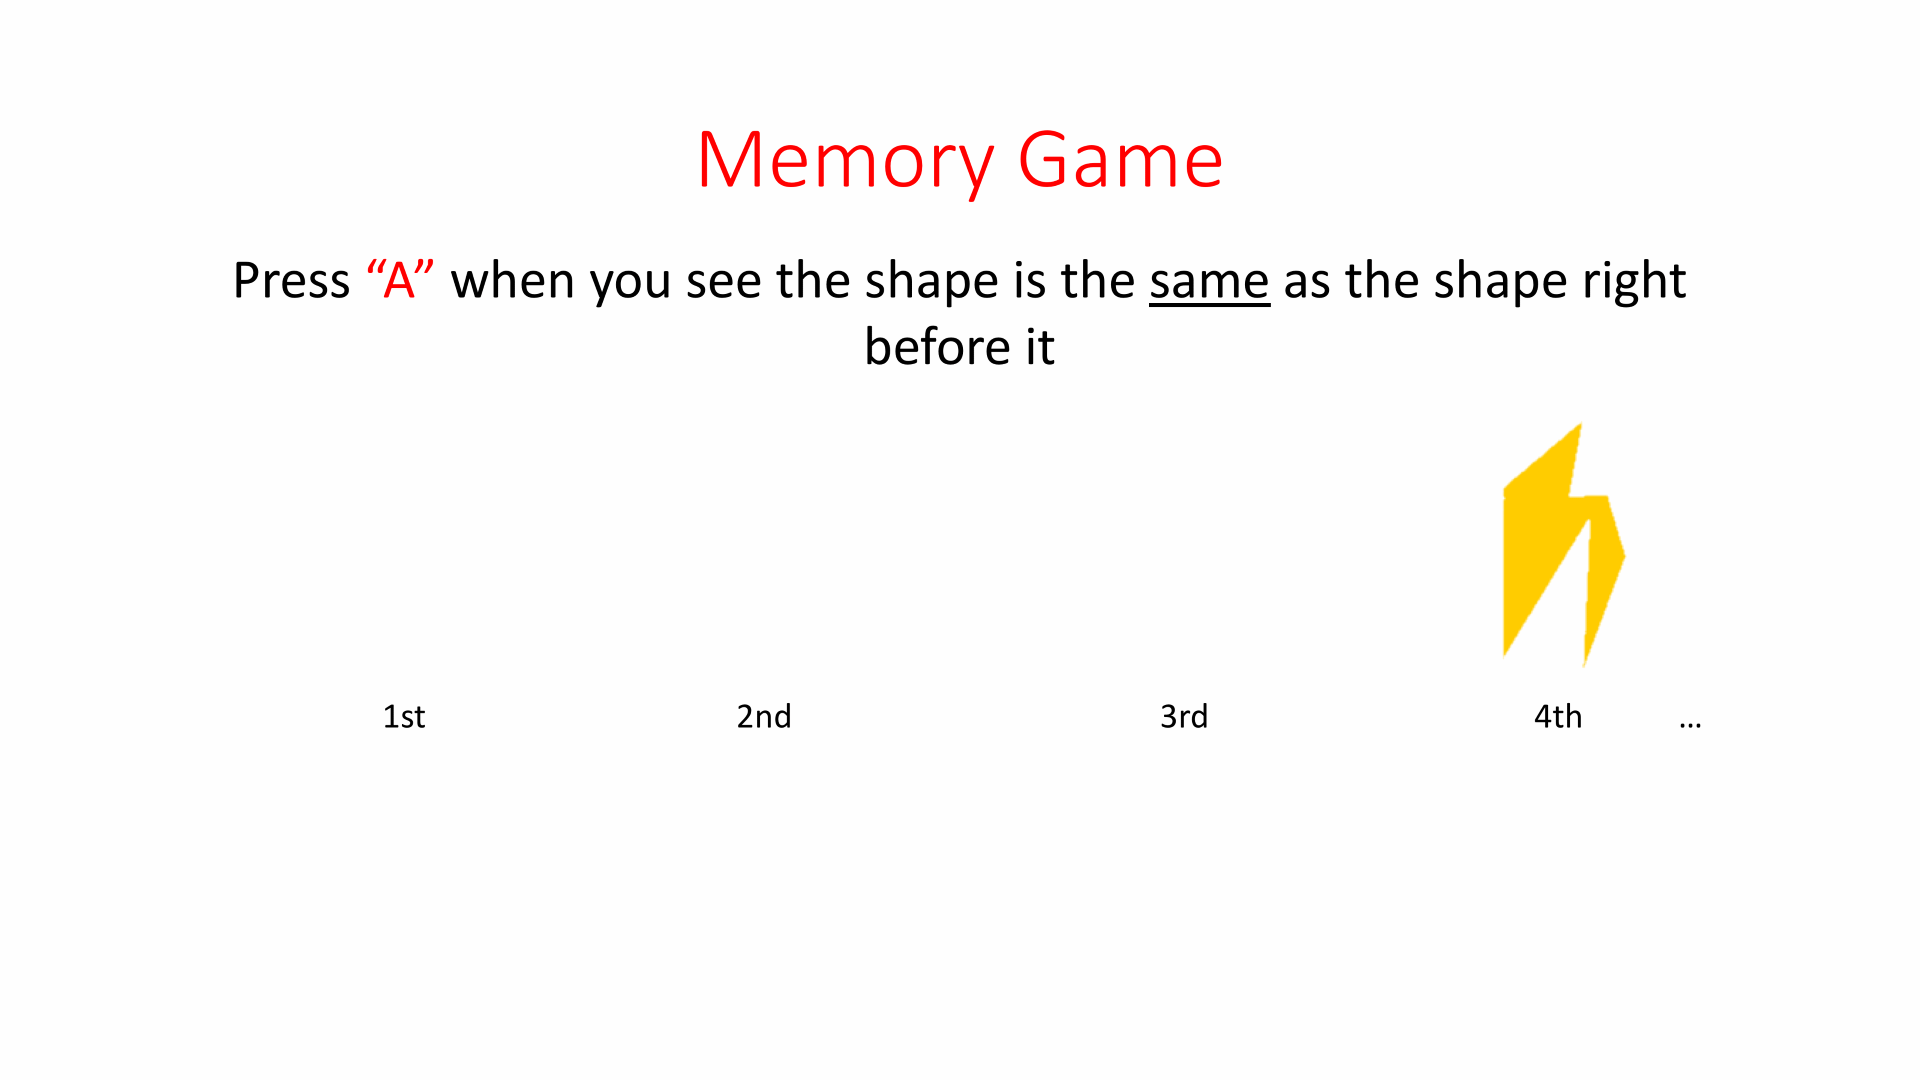 Memory Game
Press “A” when you see the shape is the same as the shape right
before it
1st 2nd 3rd 4th ...